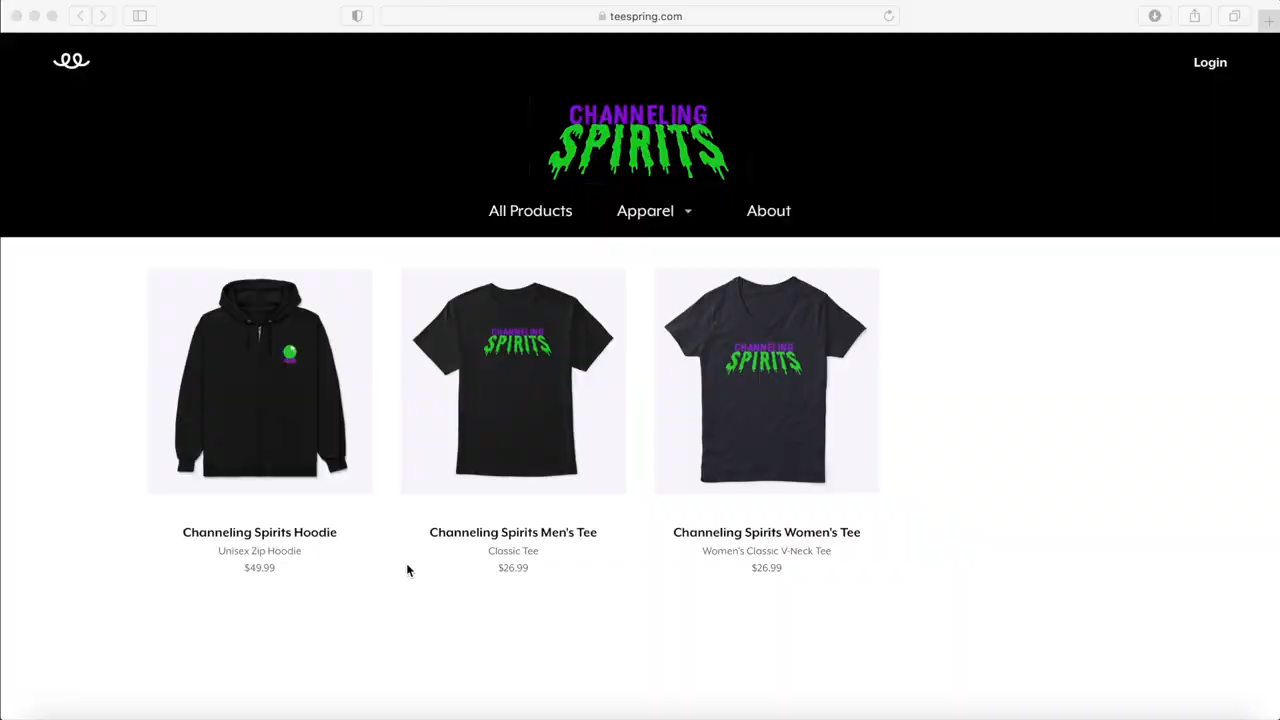 teespring.com
Login
CHANNELING
SPIRITS
All Products
Apparel
About
CHANNELING
SPIRITS
CHANNELING
SPIRITS
Channeling Spirits Hoodie
Unisex Zip Hoodie
$49.99
Channeling Spirits Men's Tee
Classic Tee
$26.99
Channeling Spirits Women's Tee
Women's Classic V-Neck Tee
$26.99